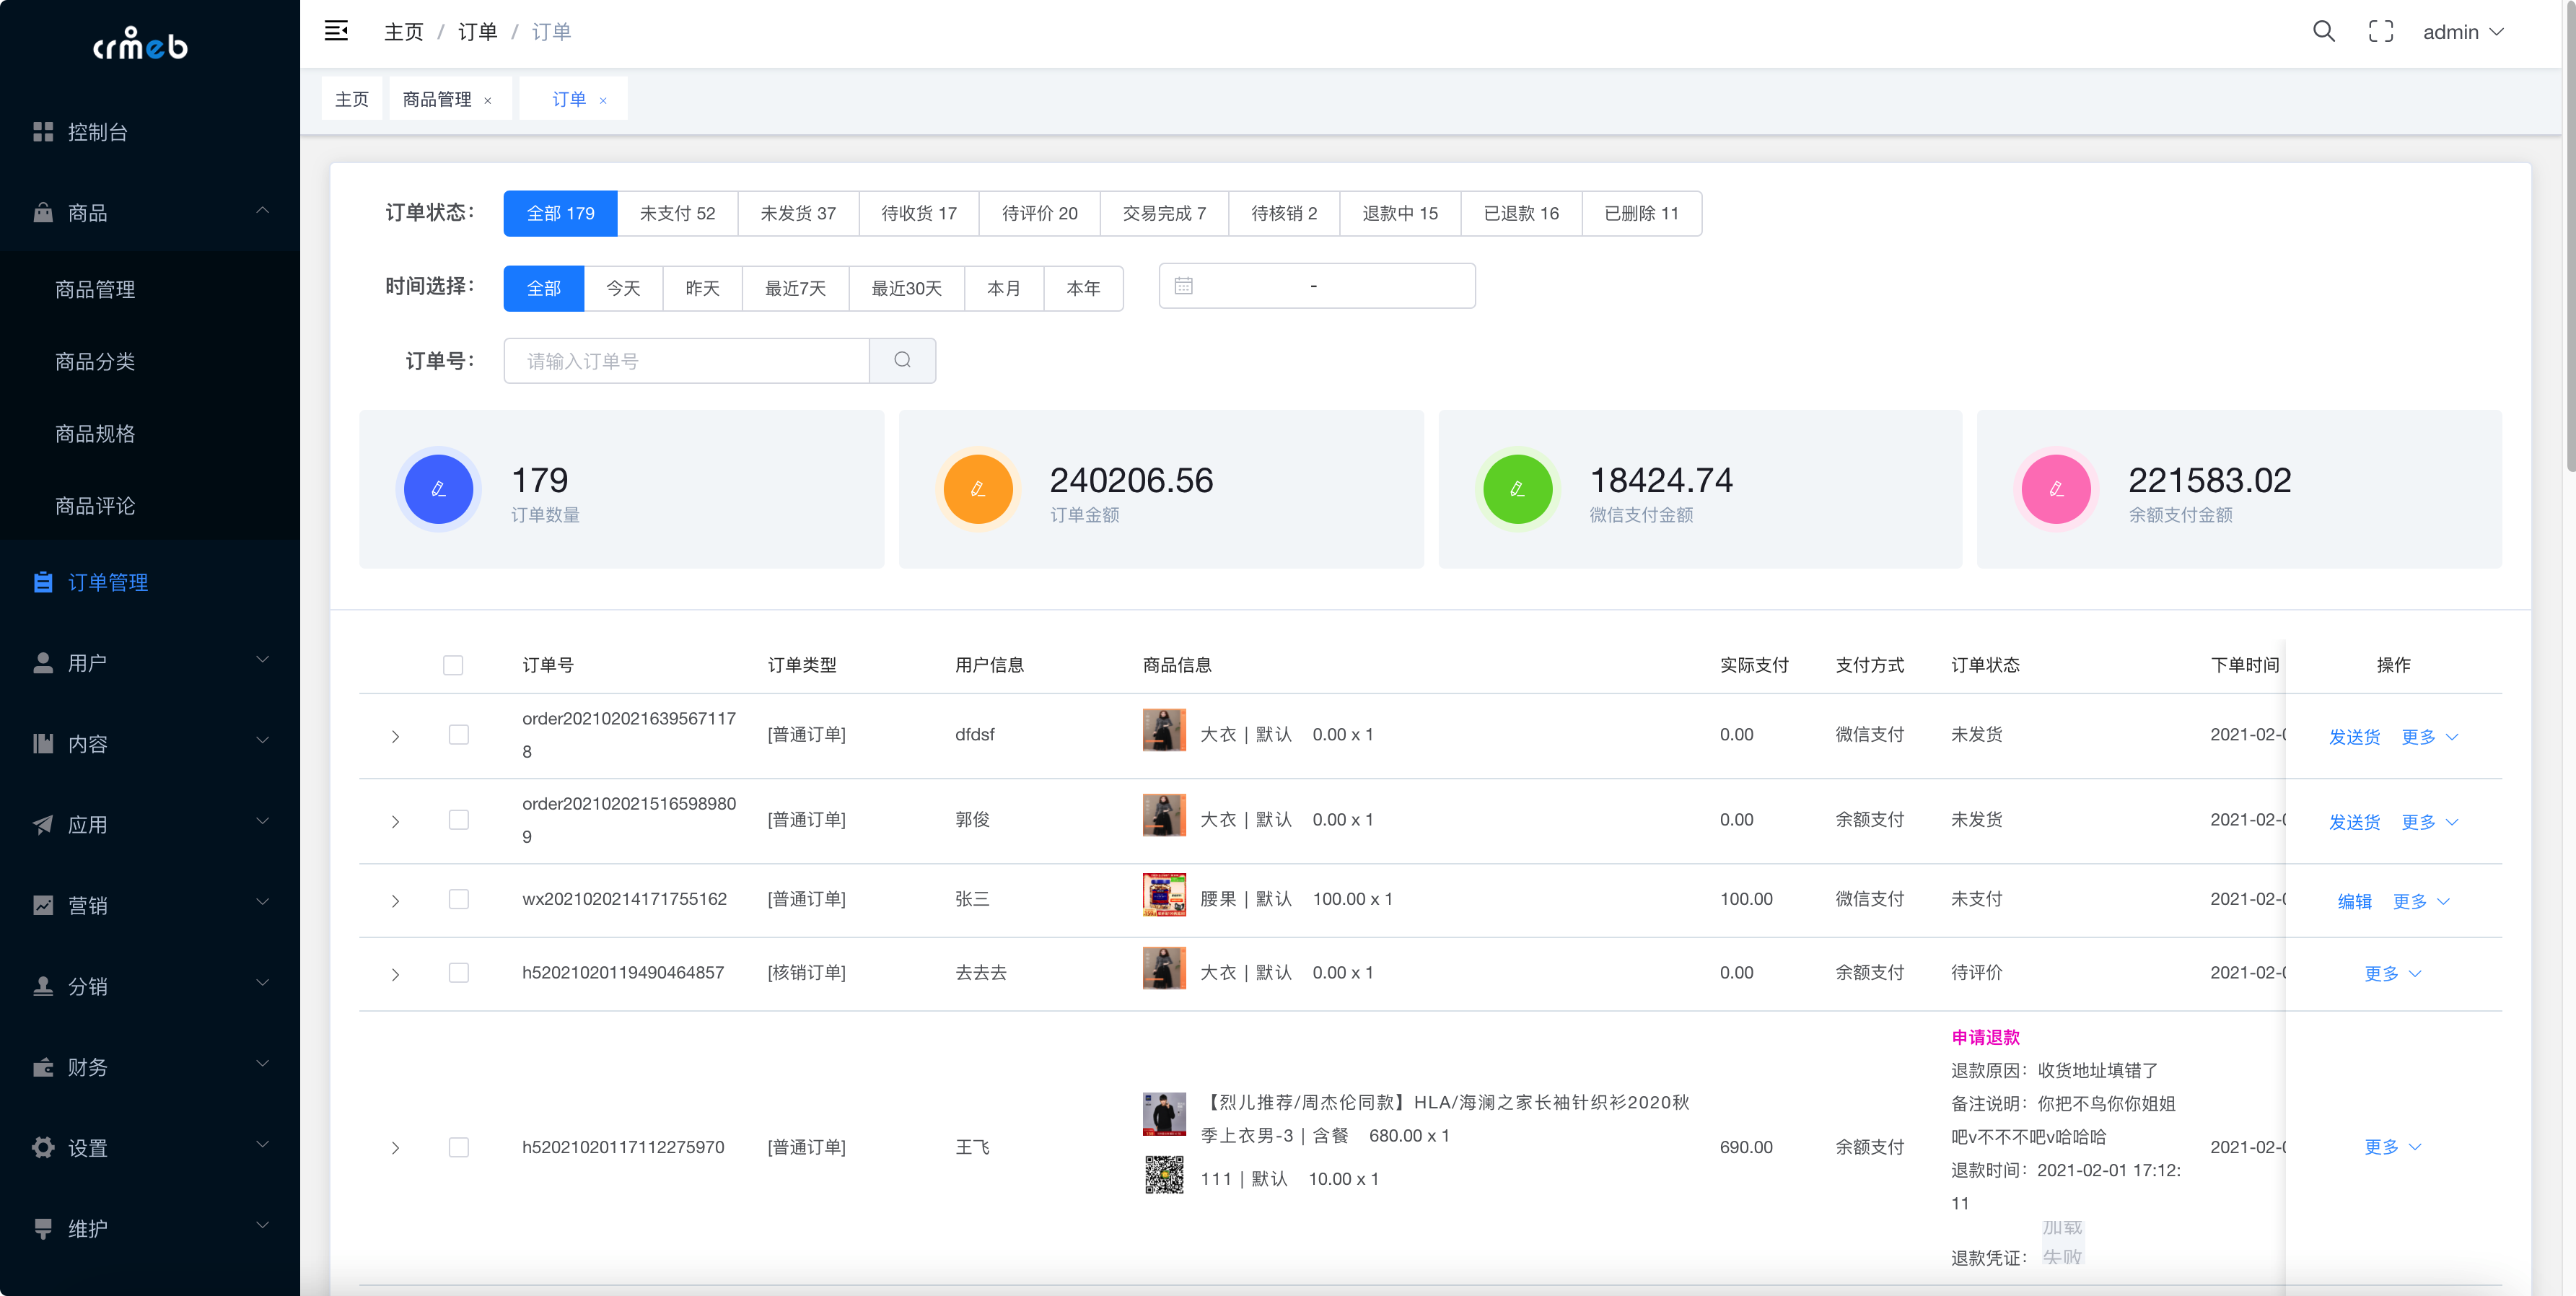 crmeb
主页 / 订单 / 订单
admin
主页
商品管理 ×
订单 ×
控制台
商品
商品管理
商品分类
商品规格
商品评论
订单管理
用户
内容
应用
营销
分销
财务
设置
维护
订单状态： 全部 179 未支付 52 未发货 37 待收货 17 待评价 20 交易完成 7 待核销 2 退款中 15 已退款 16 已删除 11
时间选择： 全部 今天 昨天 最近7天 最近30天 本月 本年 -
订单号： 请输入订单号
179
订单数量
240206.56
订单金额
18424.74
微信支付金额
221583.02
余额支付金额
订单号 订单类型 用户信息 商品信息 实际支付 支付方式 订单状态 下单时间 操作
order202102021639567117
8
[普通订单] dfdsf 大衣 | 默认 0.00 x 1 0.00 微信支付 未发货 2021-02-0 发送货 更多
order202102021516598980
9
[普通订单] 郭俊 大衣 | 默认 0.00 x 1 0.00 余额支付 未发货 2021-02-0 发送货 更多
wx2021020214171755162 [普通订单] 张三 腰果 | 默认 100.00 x 1 100.00 微信支付 未支付 2021-02-0 编辑 更多
h52021020119490464857 [核销订单] 去去去 大衣 | 默认 0.00 x 1 0.00 余额支付 待评价 2021-02-0 更多
h52021020117112275970 [普通订单] 王飞
【烈儿推荐/周杰伦同款】HLA/海澜之家长袖针织衫2020秋
季上衣男-3 | 含餐 680.00 x 1
111 | 默认 10.00 x 1
690.00 余额支付
申请退款
退款原因：收货地址填错了
备注说明：你把不鸟你你姐姐
吧v不不不吧v哈哈哈
退款时间：2021-02-01 17:12:
11
退款凭证：
加载
失败
2021-02-0 更多